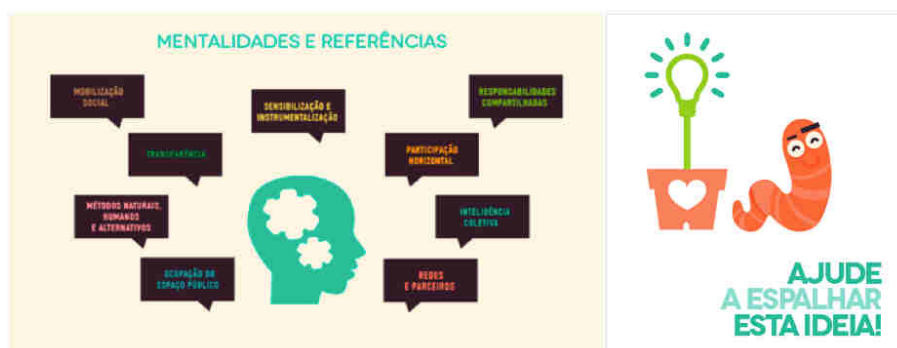 MENTALIDADES E REFERÊNCIAS
MOBILIZAÇÃO
SOCIAL
SENSIBILIZAÇÃO E
INSTRUMENTALIZAÇÃO
RESPONSABILIDADES
COMPARTILHADAS
TRANSPARÊNCIA
PARTICIPAÇÃO
HORIZONTAL
MÉTODOS NATURAIS,
HUMANOS
E ALTERNATIVOS
INTELIGÊNCIA
COLETIVA
OCUPAÇÃO DO
ESPAÇO PÚBLICO
REDES
E PARCEIROS
AJUDE
A ESPALHAR
ESTA IDEIA!